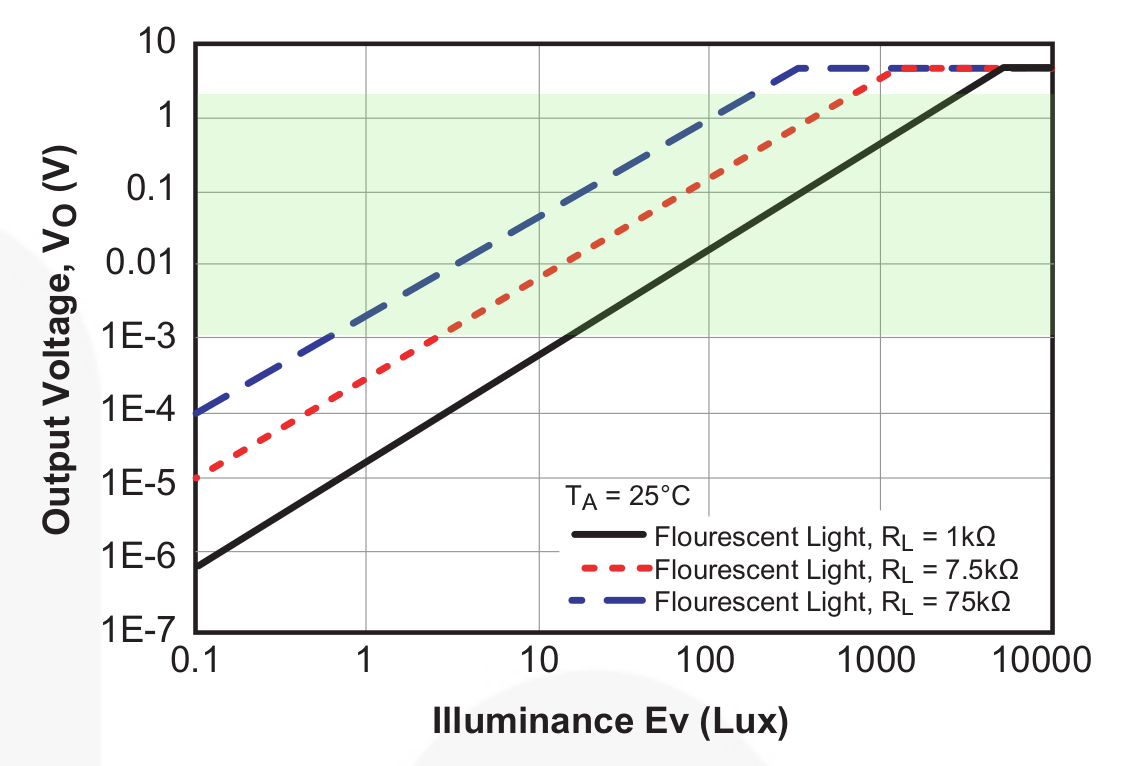 10
1
0.1
0.01
1E-3
1E-4
1E-5
1E-6
1E-7
Output Voltage, VO (V)
TA = 25°C
Flourescent Light, RL = 1kΩ
Flourescent Light, RL = 7.5kΩ
Flourescent Light, RL = 75kΩ
0.1 1 10 100 1000 10000
Illuminance Ev (Lux)